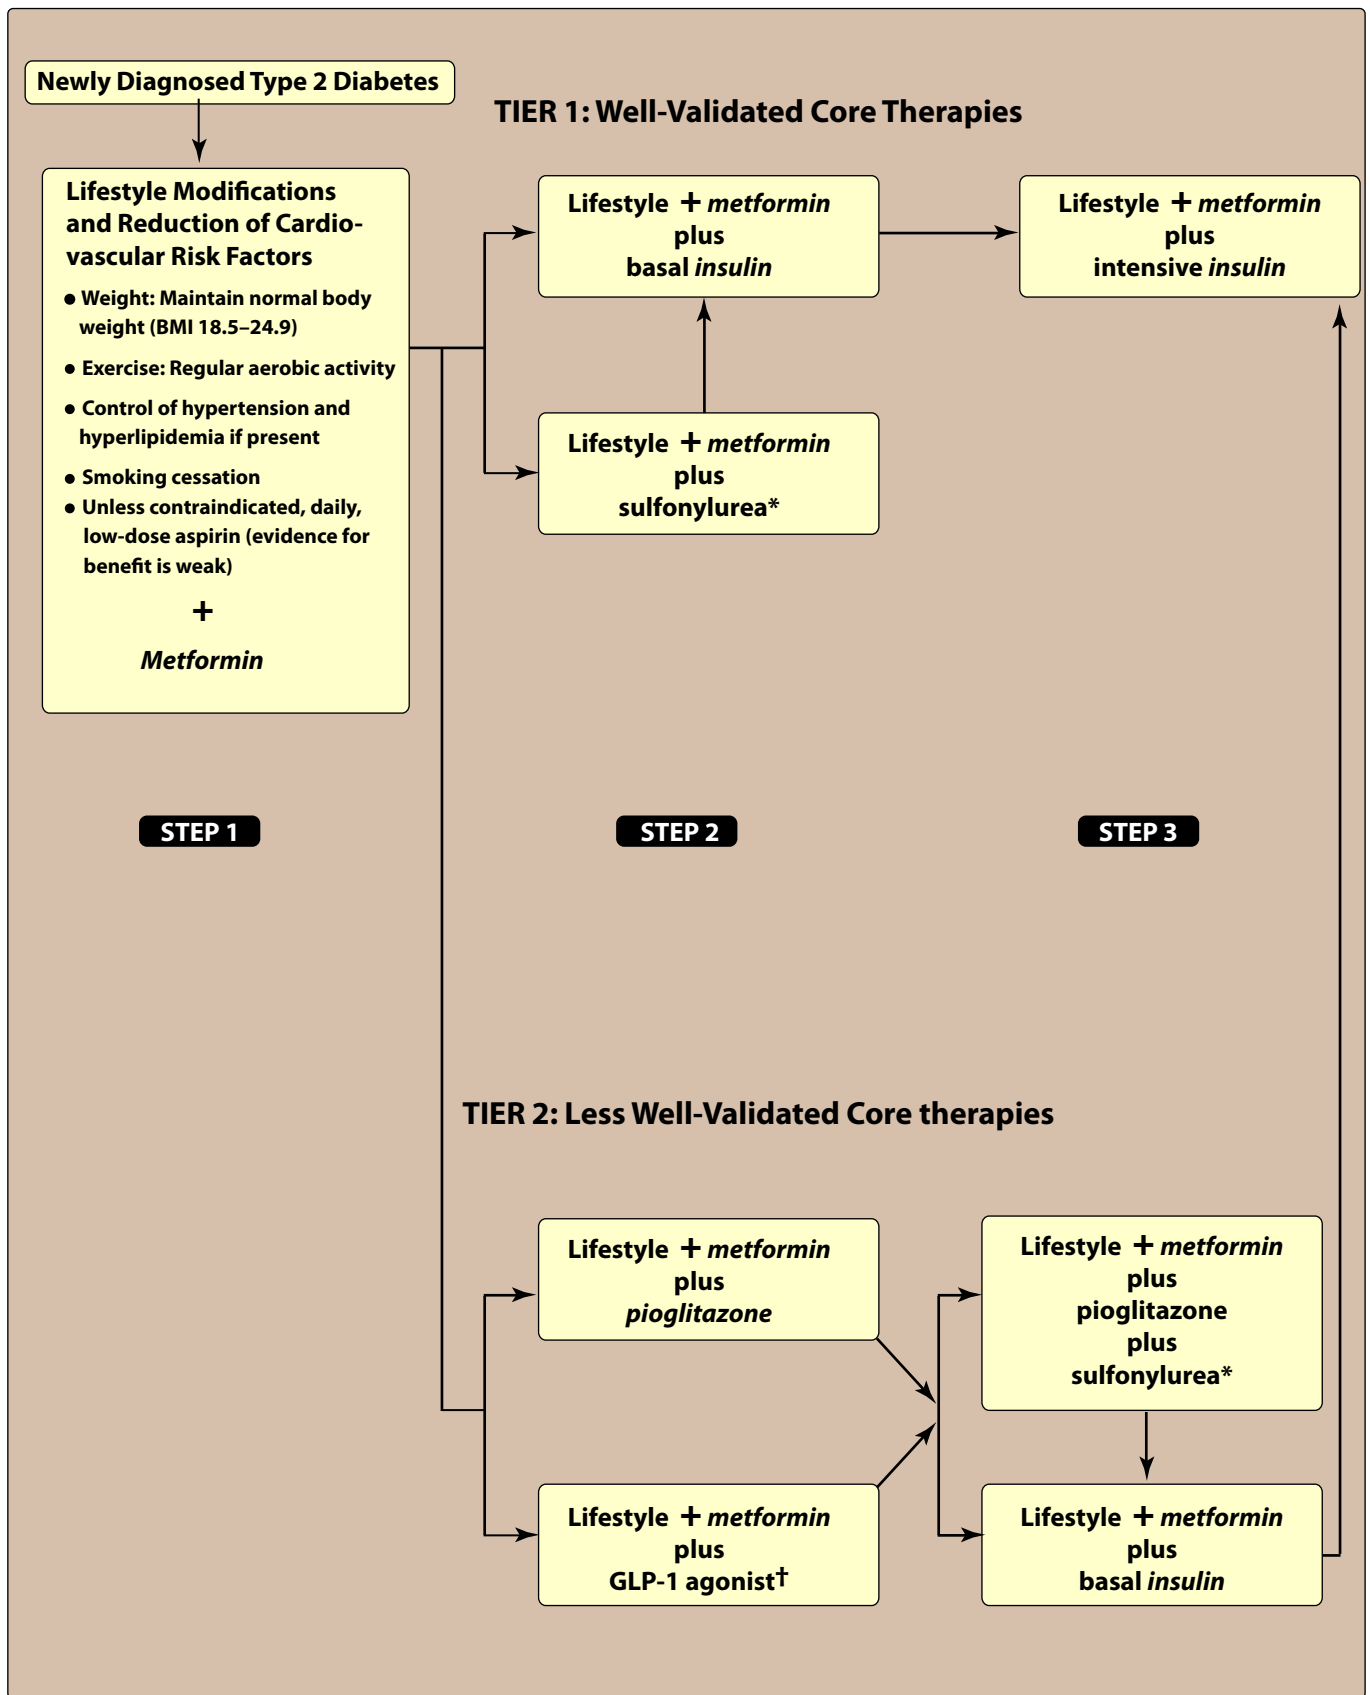 Newly Diagnosed Type 2 Diabetes
TIER 1: Well-Validated Core Therapies
Lifestyle Modifications
and Reduction of Cardio-
vascular Risk Factors
● Weight: Maintain normal body
weight (BMI 18.5–24.9)
● Exercise: Regular aerobic activity
● Control of hypertension and
hyperlipidemia if present
● Smoking cessation
● Unless contraindicated, daily,
low-dose aspirin (evidence for
benefit is weak)
+
Metformin
Lifestyle + metformin
plus
basal insulin
Lifestyle + metformin
plus
intensive insulin
Lifestyle + metformin
plus
sulfonylurea*
STEP 1
STEP 2
STEP 3
TIER 2: Less Well-Validated Core therapies
Lifestyle + metformin
plus
pioglitazone
Lifestyle + metformin
plus
pioglitazone
plus
sulfonylurea*
Lifestyle + metformin
plus
GLP-1 agonist†
Lifestyle + metformin
plus
basal insulin